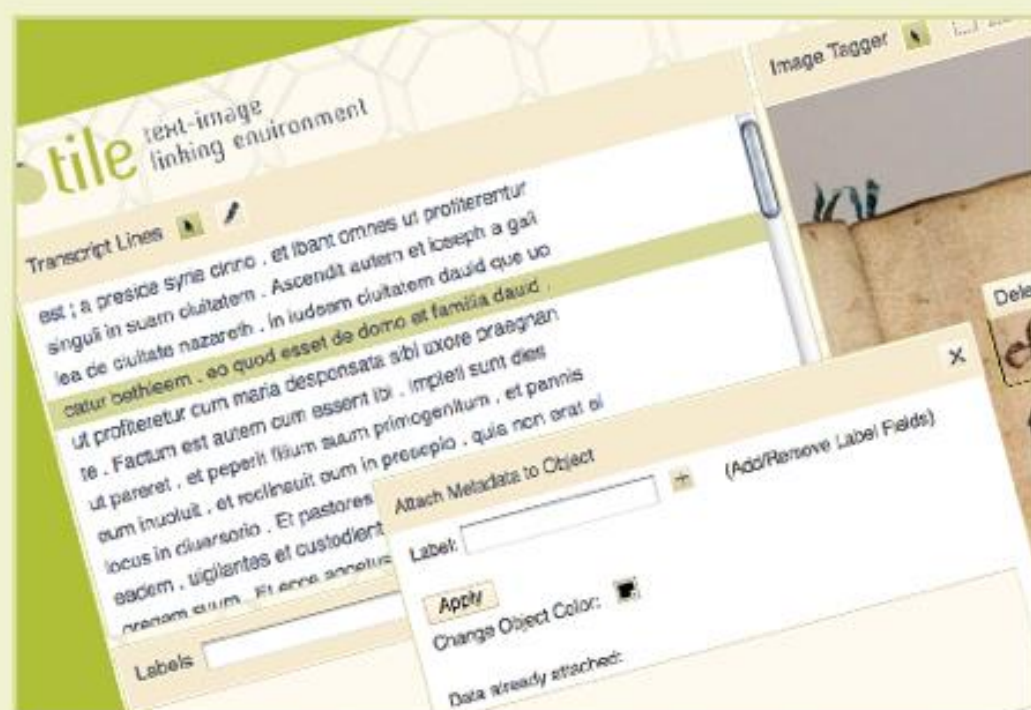 tile text-image
linking environment
Transcript Lines
est ; a preside syrie cirino . et ibant omnes ut profiterentur
singuli in suam ciuitatem . Ascendit autem et ioseph a gali
lea de ciuitate nazareth . in iudeam ciuitatem dauid que uo
catur bethleem . eo quod esset de domo et familia dauid .
ut profiteretur cum maria desponsata sibi uxore praegnan
te . Factum est autem cum essent ibi . impleti sunt dies
ut pareret . et peperit filium suum primogenitum . et pannis
eum inuoluit . et reclinauit eum in presepio . quia non erat ei
locus in diuersorio . Et pastores
eadem . uigilantes et custodient
gregem suum . Et ecce angelus
Labels
Image Tagger
Dele
Attach Metadata to Object
Label: (Add/Remove Label Fields)
Apply
Change Object Color:
Data already attached: